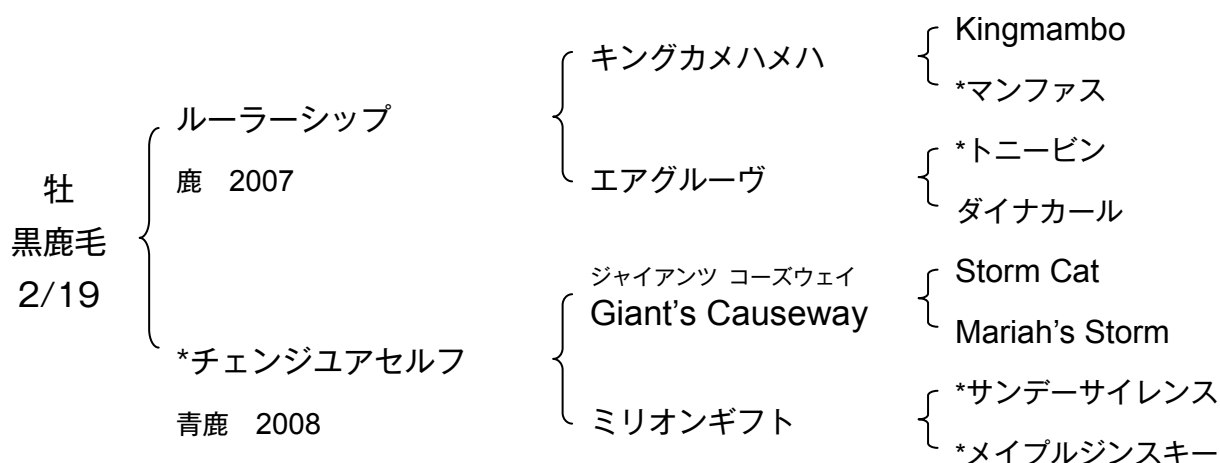 牡
黒鹿毛
2/19
ルーラーシップ
鹿　2007
*チェンジユアセルフ
青鹿　2008
キングカメハメハ
エアグルーヴ
ジャイアンツ コーズウェイ
Giant's Causeway
ミリオンギフト
Kingmambo
*マンファス
*トニービン
ダイナカール
Storm Cat
Mariah's Storm
*サンデーサイレンス
*メイプルジンスキー